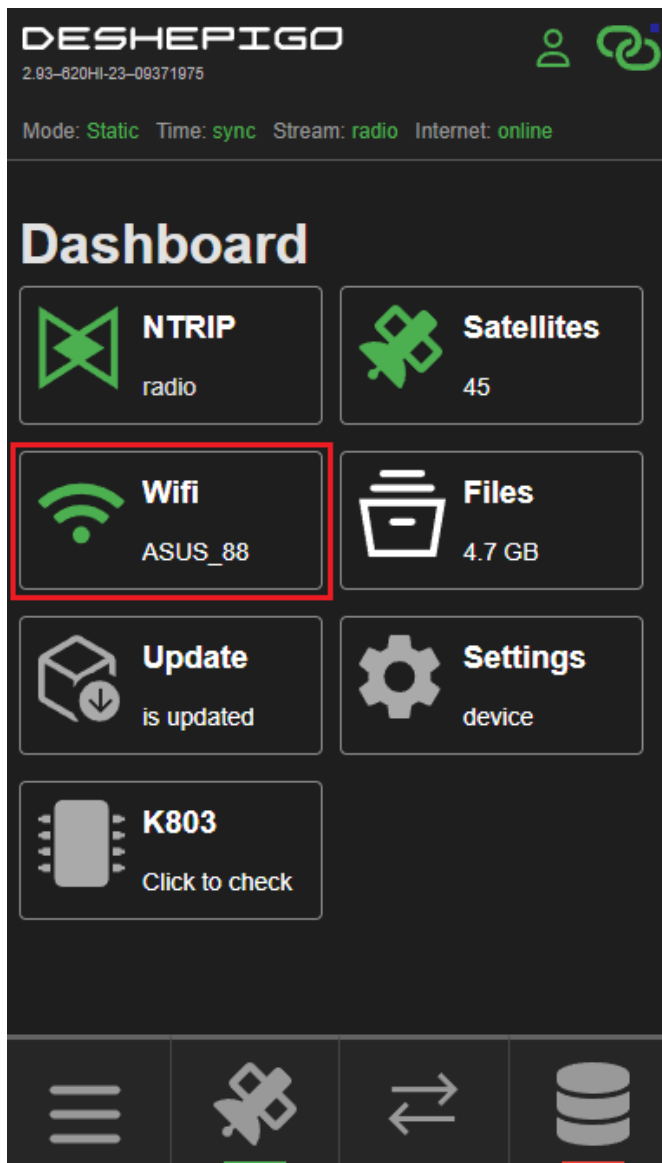 DESHEPIGO
2.93–620HI-23–09371975
Mode: Static Time: sync Stream: radio Internet: online
Dashboard
NTRIP
radio
Satellites
45
Wifi
ASUS_88
Files
4.7 GB
Update
is updated
Settings
device
K803
Click to check